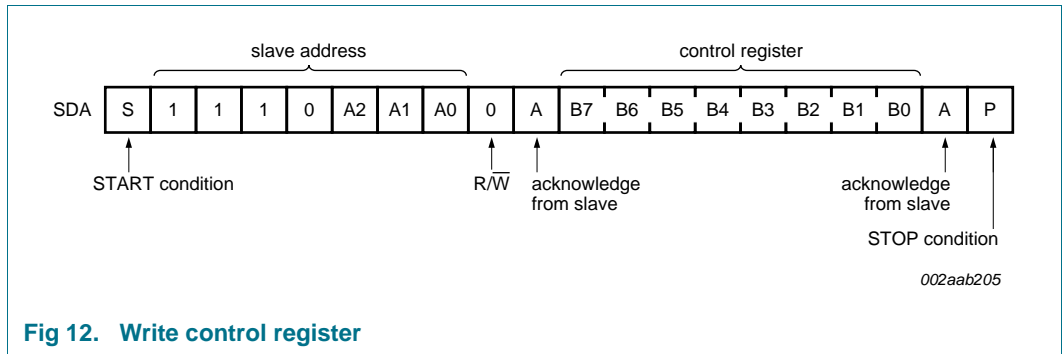 slave address control register
SDA S 1 1 1 0 A2 A1 A0 0 A B7 B6 B5 B4 B3 B2 B1 B0 A P
START condition R/W̅ acknowledge from slave acknowledge from slave
STOP condition
002aab205
Fig 12. Write control register